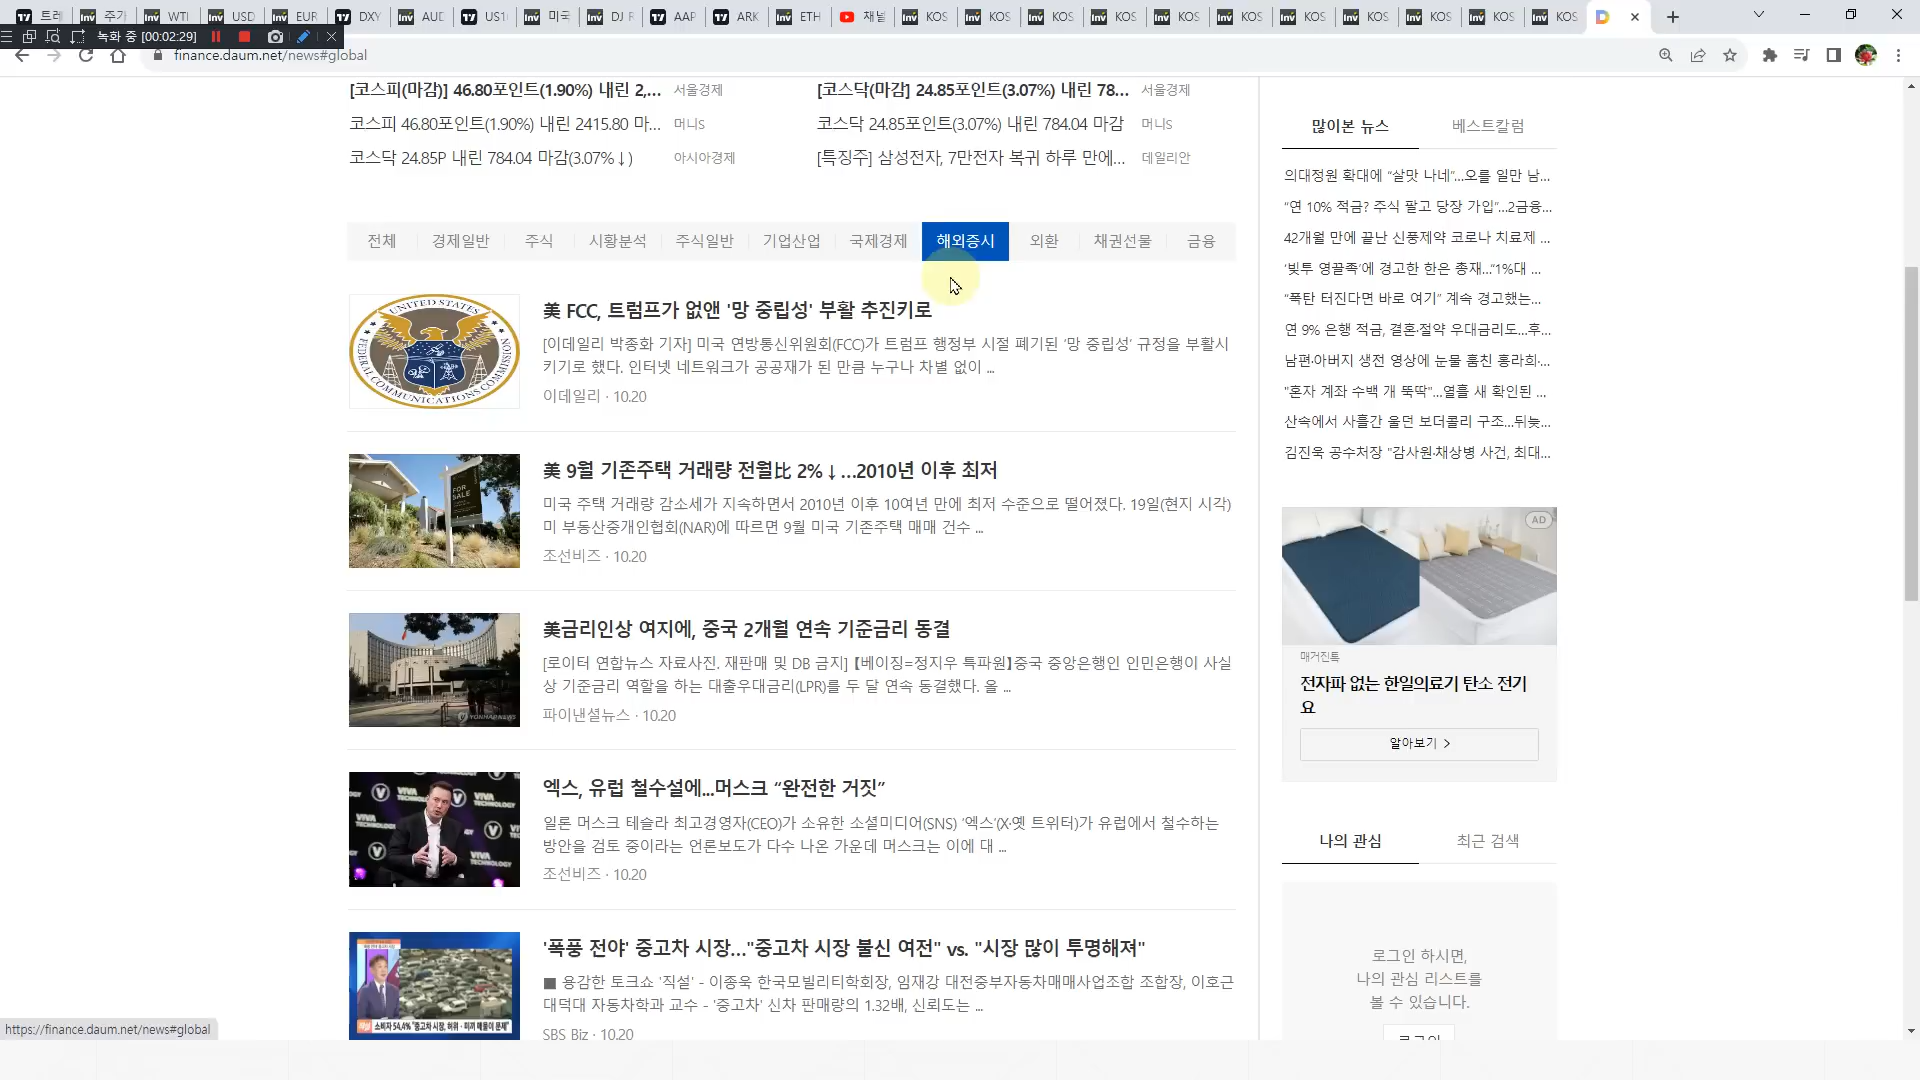 트레
주가
WTI
USD
EUR
DXY
AUD
US1
미국
DJ R
AAP
ARK
ETH
채널
KOS
KOS
KOS
KOS
KOS
KOS
KOS
KOS
KOS
KOS
KOS
녹화 중 [00:02:29]
finance.daum.net/news#global
[코스피(마감)] 46.80포인트(1.90%) 내린 2,... 서울경제
[코스닥(마감] 24.85포인트(3.07%) 내린 78... 서울경제
코스피 46.80포인트(1.90%) 내린 2415.80 마... 머니S
코스닥 24.85포인트(3.07%) 내린 784.04 마감 머니S
코스닥 24.85P 내린 784.04 마감(3.07%↓) 아시아경제
[특징주] 삼성전자, 7만전자 복귀 하루 만에... 데일리안
전체 경제일반 주식 시황분석 주식일반 기업산업 국제경제 해외증시 외환 채권선물 금융
美 FCC, 트럼프가 없앤 '망 중립성' 부활 추진키로
[이데일리 박종화 기자] 미국 연방통신위원회(FCC)가 트럼프 행정부 시절 폐기된 '망 중립성' 규정을 부활시
키기로 했다. 인터넷 네트워크가 공공재가 된 만큼 누구나 차별 없이 ...
이데일리 · 10.20
美 9월 기존주택 거래량 전월比 2%↓…2010년 이후 최저
미국 주택 거래량 감소세가 지속하면서 2010년 이후 10여년 만에 최저 수준으로 떨어졌다. 19일(현지 시각)
미 부동산중개인협회(NAR)에 따르면 9월 미국 기존주택 매매 건수 ...
조선비즈 · 10.20
FOR
SALE
美금리인상 여지에, 중국 2개월 연속 기준금리 동결
[로이터 연합뉴스 자료사진. 재판매 및 DB 금지] 【베이징=정지우 특파원】중국 중앙은행인 인민은행이 사실
상 기준금리 역할을 하는 대출우대금리(LPR)를 두 달 연속 동결했다. 올 ...
파이낸셜뉴스 · 10.20
YONHAP NEWS
엑스, 유럽 철수설에...머스크 “완전한 거짓”
일론 머스크 테슬라 최고경영자(CEO)가 소유한 소셜미디어(SNS) ‘엑스’(X·옛 트위터)가 유럽에서 철수하는
방안을 검토 중이라는 언론보도가 다수 나온 가운데 머스크는 이에 대 ...
조선비즈 · 10.20
VIVA
TECHNOLOGY
'폭풍 전야' 중고차 시장…"중고차 시장 불신 여전" vs. "시장 많이 투명해져"
■ 용감한 토크쇼 '직설' - 이종욱 한국모빌리티학회장, 임재강 대전중부자동차매매사업조합 조합장, 이호근
대덕대 자동차학과 교수 - '중고차' 신차 판매량의 1.32배, 신뢰도는 ...
SBS Biz · 10.20
UNITED STATES
FEDERAL COMMUNICATIONS COMMISSION
많이본 뉴스 베스트칼럼
의대정원 확대에 “살맛 나네”…오를 일만 남...
“연 10% 적금? 주식 팔고 당장 가입”…2금융...
42개월 만에 끝난 신풍제약 코로나 치료제 ...
‘빚투 영끌족’에 경고한 한은 총재…“1%대 ...
“폭탄 터진다면 바로 여기” 계속 경고했는...
연 9% 은행 적금, 결혼·절약 우대금리도…후...
남편·아버지 생전 영상에 눈물 훔친 홍라희·...
"혼자 계좌 수백 개 뚝딱"…열흘 새 확인된 ...
산속에서 사흘간 울던 보더콜리 구조…뒤늦...
김진욱 공수처장 "감사원·채상병 사건, 최대...
AD
매거진톡
전자파 없는 한일의료기 탄소 전기
요
알아보기 >
나의 관심 최근 검색
로그인 하시면,
나의 관심 리스트를
볼 수 있습니다.
로그인
https://finance.daum.net/news#global